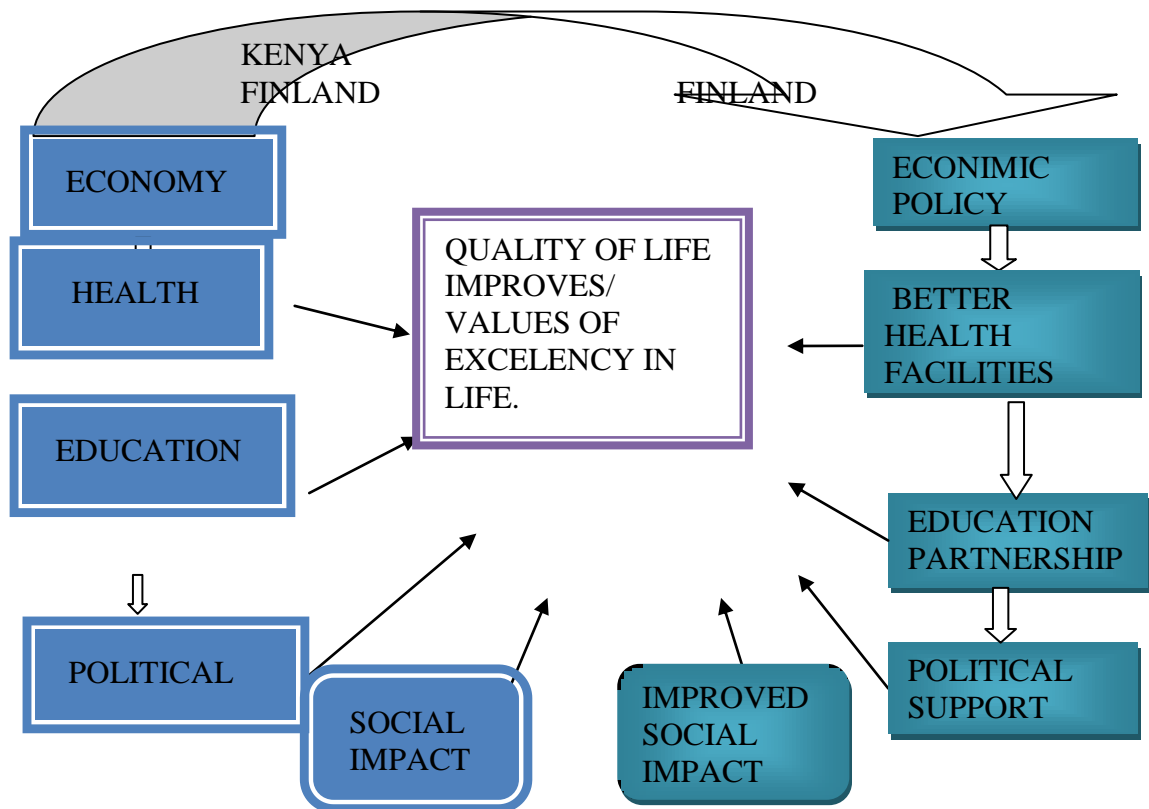 KENYA
FINLAND
FINLAND
ECONOMY
HEALTH
EDUCATION
POLITICAL
SOCIAL
IMPACT
QUALITY OF LIFE
IMPROVES/
VALUES OF
EXCELENCY IN
LIFE.
ECONIMIC
POLICY
BETTER
HEALTH
FACILITIES
EDUCATION
PARTNERSHIP
POLITICAL
SUPPORT
IMPROVED
SOCIAL
IMPACT